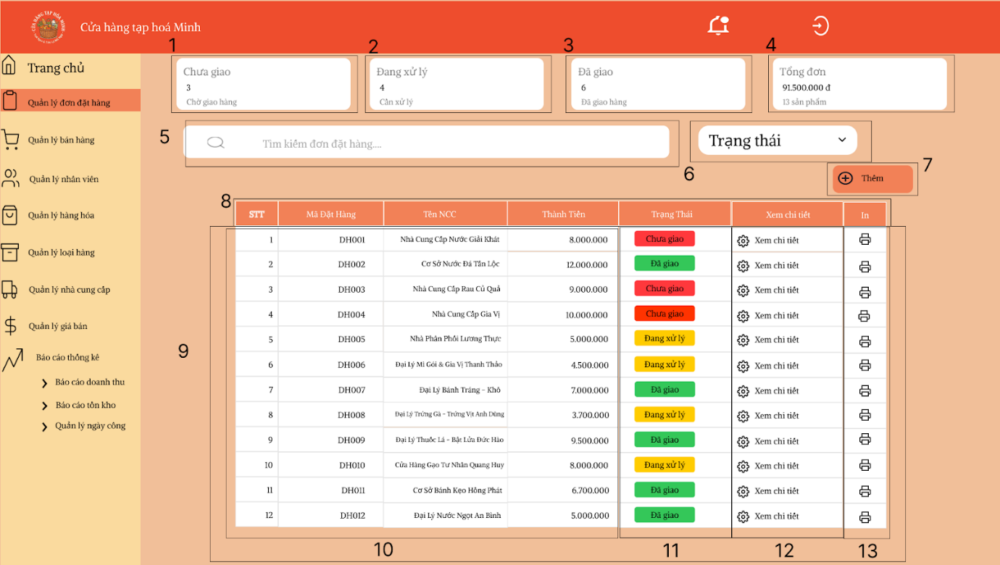 CỬA HÀNG TẠP HOÁ MINH
Cửa hàng tạp hoá Minh
1
2
3
4
Trang chủ
Quản lý đơn đặt hàng
Quản lý bán hàng
Quản lý nhân viên
Quản lý hàng hóa
Quản lý loại hàng
Quản lý nhà cung cấp
Quản lý giá bán
Báo cáo thống kê
Báo cáo doanh thu
Báo cáo tồn kho
Quản lý ngày công
Chưa giao
3
Chờ giao hàng
Đang xử lý
4
Cần xử lý
Đã giao
6
Đã giao hàng
Tổng đơn
91.500.000 đ
13 sản phẩm
5
Tìm kiếm đơn đặt hàng....
Trạng thái
6
7
Thêm
8
STT Mã Đặt Hàng Tên NCC Thành Tiền Trạng Thái Xem chi tiết In
1 DH001 Nhà Cung Cấp Nước Giải Khát 8.000.000 Chưa giao Xem chi tiết
2 DH002 Cơ Sở Nước Đá Tấn Lộc 12.000.000 Đã giao Xem chi tiết
3 DH003 Nhà Cung Cấp Rau Củ Quả 9.000.000 Chưa giao Xem chi tiết
4 DH004 Nhà Cung Cấp Gia Vị 10.000.000 Chưa giao Xem chi tiết
5 DH005 Nhà Phân Phối Lương Thực 5.000.000 Đang xử lý Xem chi tiết
6 DH006 Đại Lý Mì Gói & Gia Vị Thanh Thảo 4.500.000 Đang xử lý Xem chi tiết
7 DH007 Đại Lý Bánh Tráng - Khô 7.000.000 Đã giao Xem chi tiết
8 DH008 Đại Lý Trứng Gà - Trứng Vịt Anh Dũng 3.700.000 Đang xử lý Xem chi tiết
9 DH009 Đại Lý Thuốc Lá - Bật Lửa Đức Hào 9.500.000 Đã giao Xem chi tiết
10 DH010 Cửa Hàng Gạo Tư Nhân Quang Huy 8.000.000 Đang xử lý Xem chi tiết
11 DH011 Cơ Sở Bánh Kẹo Hồng Phát 6.700.000 Đã giao Xem chi tiết
12 DH012 Đại Lý Nước Ngọt An Bình 5.000.000 Đã giao Xem chi tiết
9
10
11
12
13